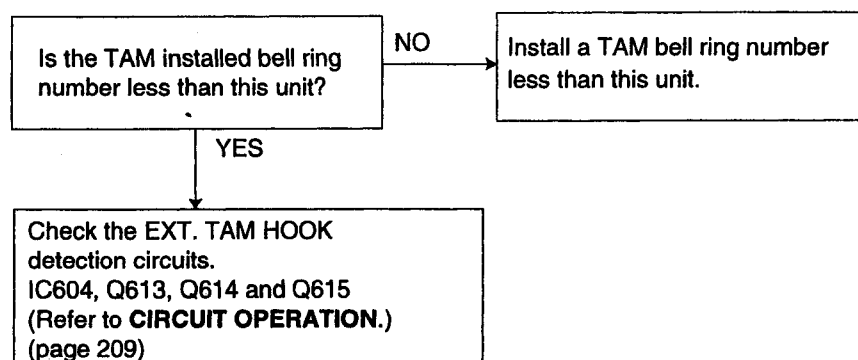 Is the TAM installed bell ring
number less than this unit?
NO
Install a TAM bell ring number
less than this unit.
YES
Check the EXT. TAM HOOK
detection circuits.
IC604, Q613, Q614 and Q615
(Refer to CIRCUIT OPERATION.)
(page 209)